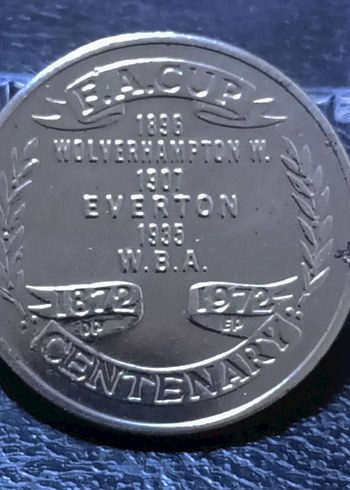 F.A. CUP
1896
WOLVERHAMPTON W.
1907
EVERTON
1935
W.B.A.
1872 1972
CENTENARY